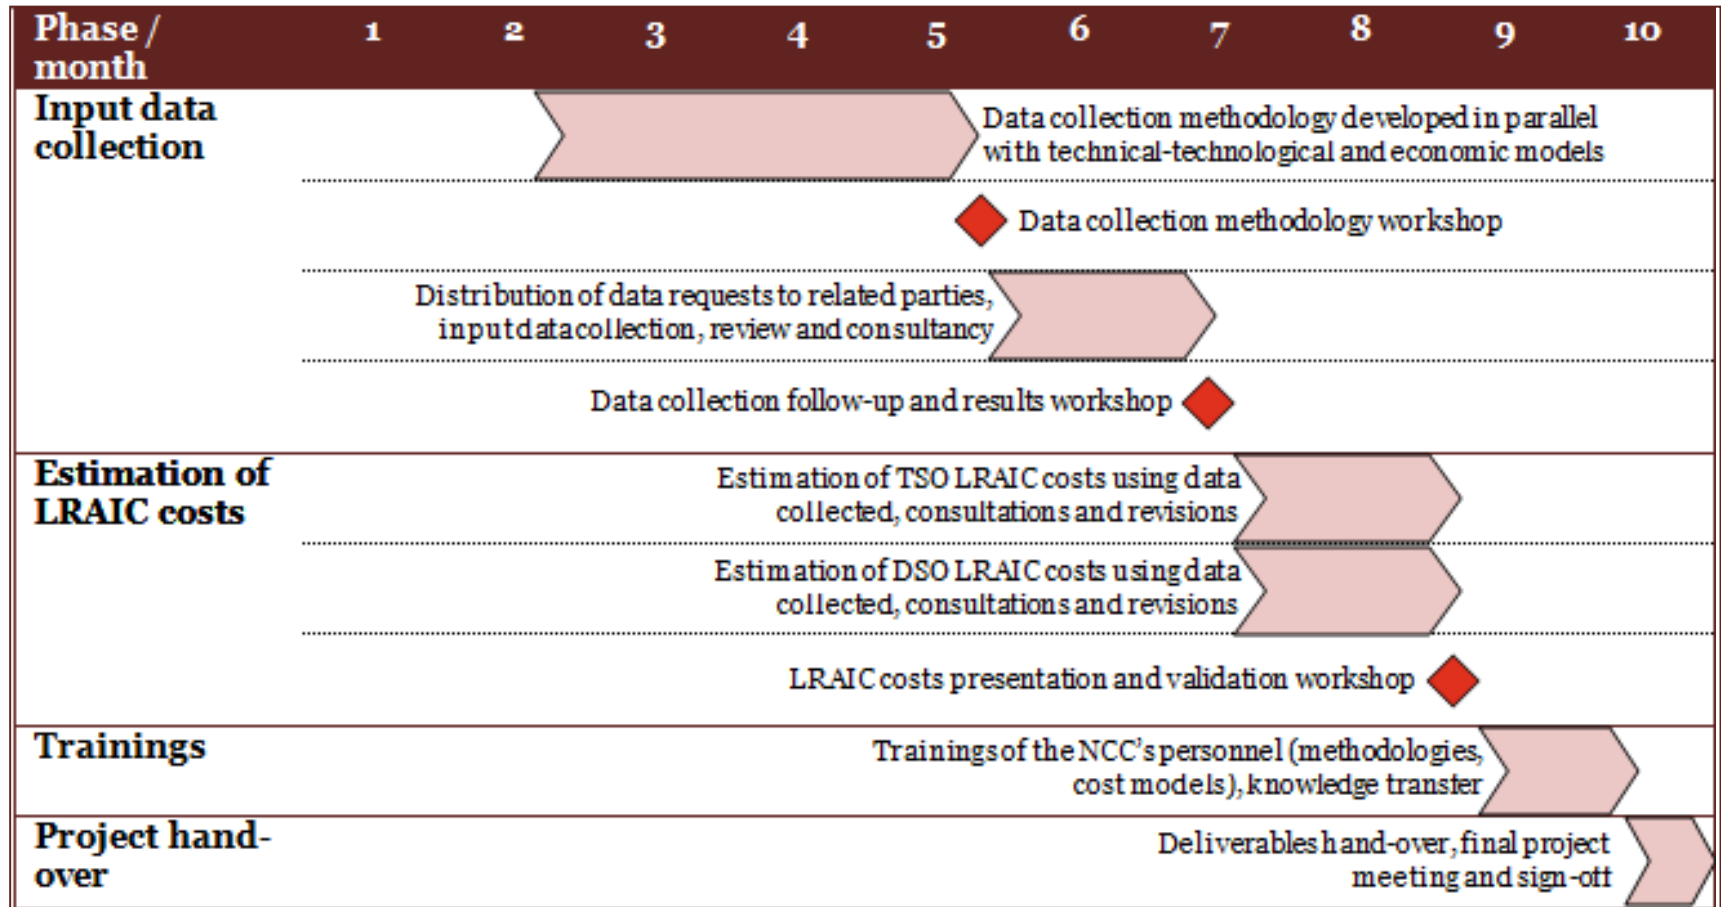 Phase / month
1 2 3 4 5 6 7 8 9 10
Input data
collection
Data collection methodology developed in parallel
with technical-technological and economic models
Data collection methodology workshop
Distribution of data requests to related parties,
input data collection, review and consultancy
Data collection follow-up and results workshop
Estimation of
LRAIC costs
Estimation of TSO LRAIC costs using data
collected, consultations and revisions
Estimation of DSO LRAIC costs using data
collected, consultations and revisions
LRAIC costs presentation and validation workshop
Trainings
Trainings of the NCC's personnel (methodologies,
cost models), knowledge transfer
Project hand-
over
Deliverables hand-over, final project
meeting and sign-off